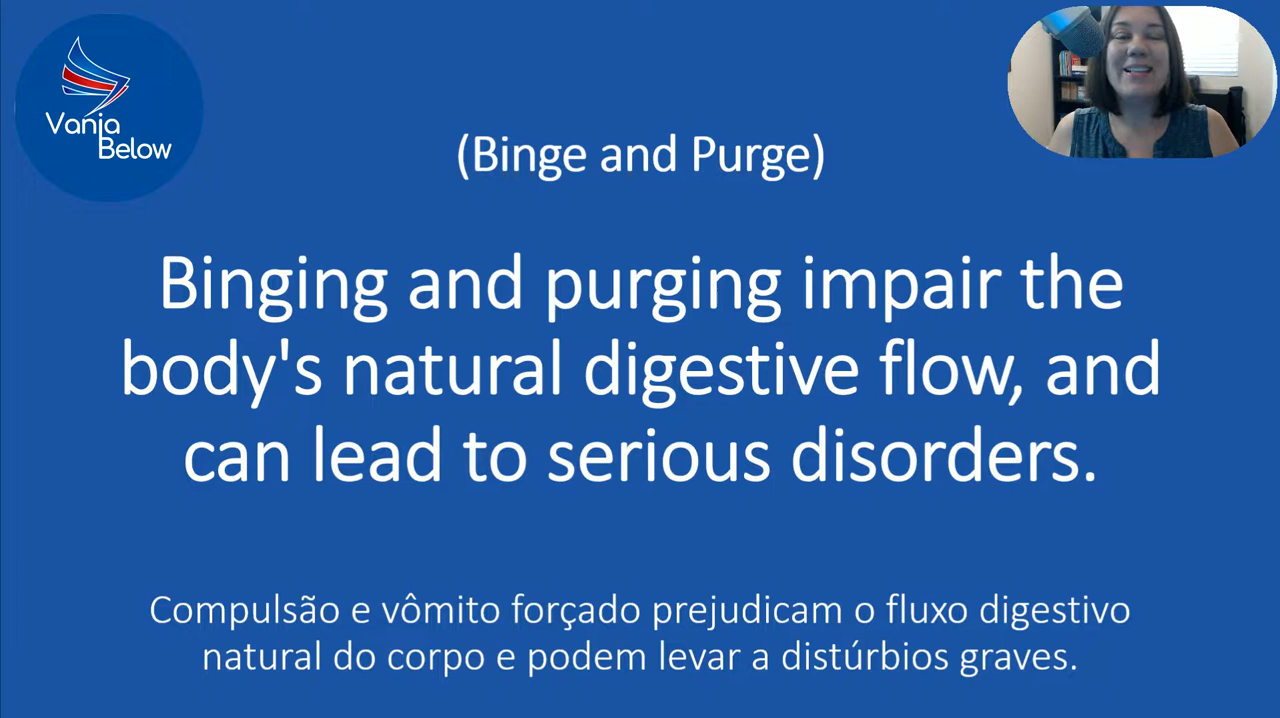 Vanja
Below
(Binge and Purge)
Binging and purging impair the
body's natural digestive flow, and
can lead to serious disorders.
Compulsão e vômito forçado prejudicam o fluxo digestivo
natural do corpo e podem levar a distúrbios graves.